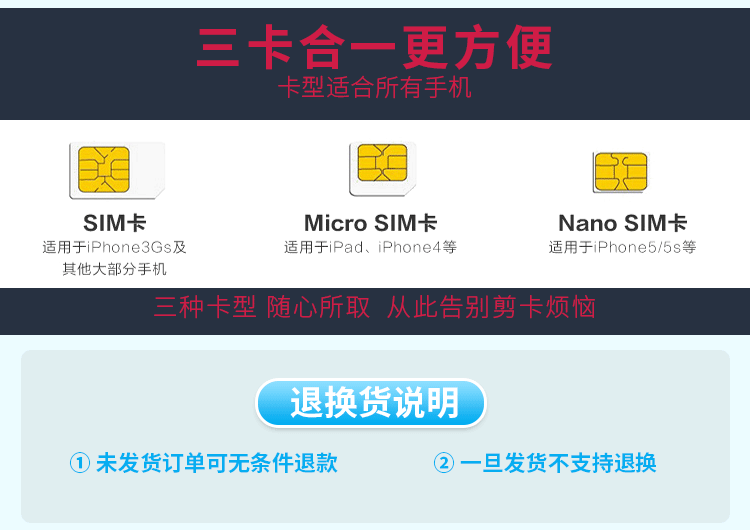 三卡合一更方便
卡型适合所有手机
SIM卡
适用于iPhone3Gs及
其他大部分手机
Micro SIM卡
适用于iPad、iPhone4等
Nano SIM卡
适用于iPhone5/5s等
三种卡型 随心所取 从此告别剪卡烦恼
退换货说明
① 未发货订单可无条件退款
② 一旦发货不支持退换